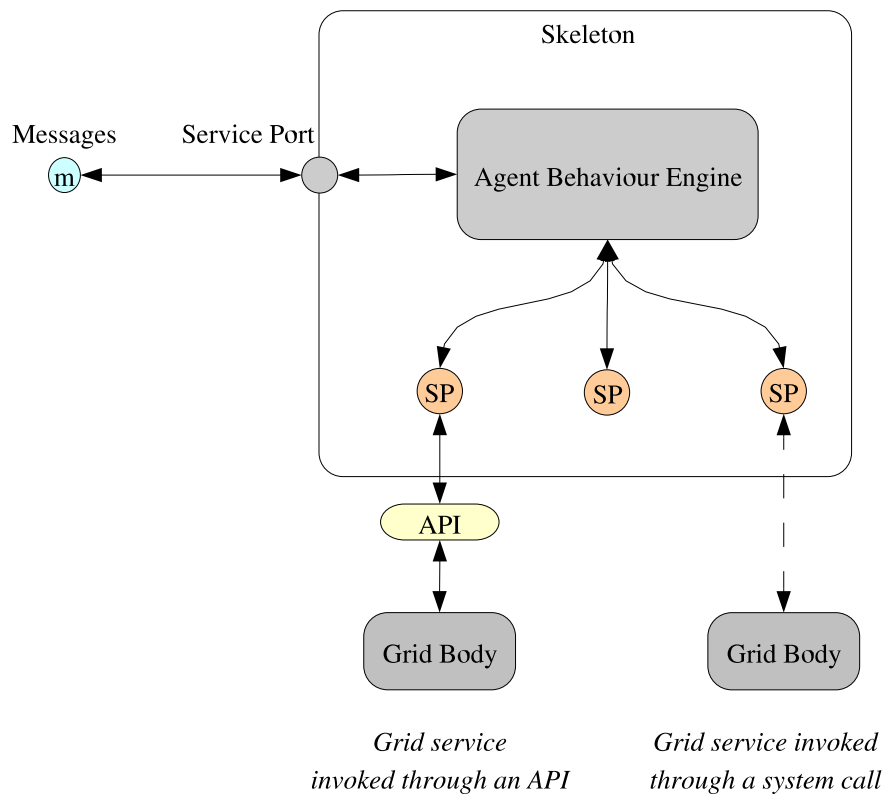 Skeleton
Messages
Service Port
m
Agent Behaviour Engine
SP
SP
SP
API
Grid Body
Grid Body
Grid service
invoked through an API
Grid service invoked
through a system call